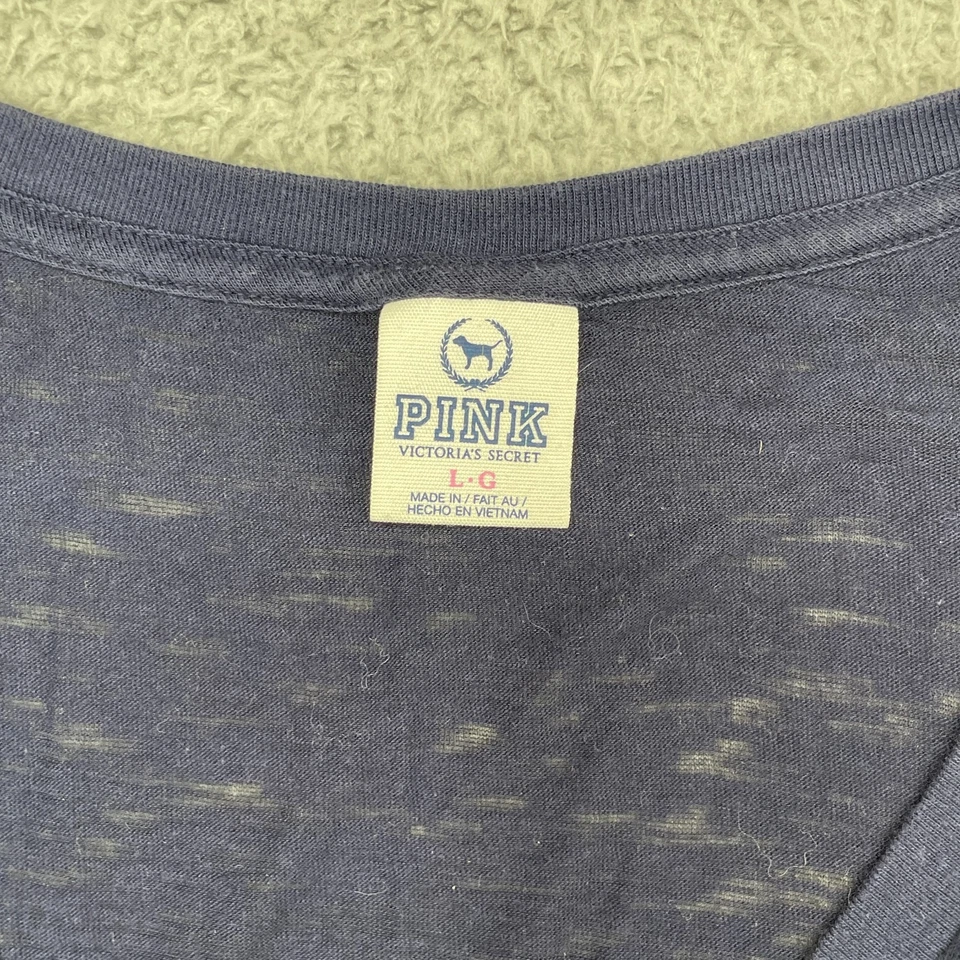 PINK
VICTORIA'S SECRET
L·G
MADE IN / FAIT AU /
HECHO EN VIETNAM